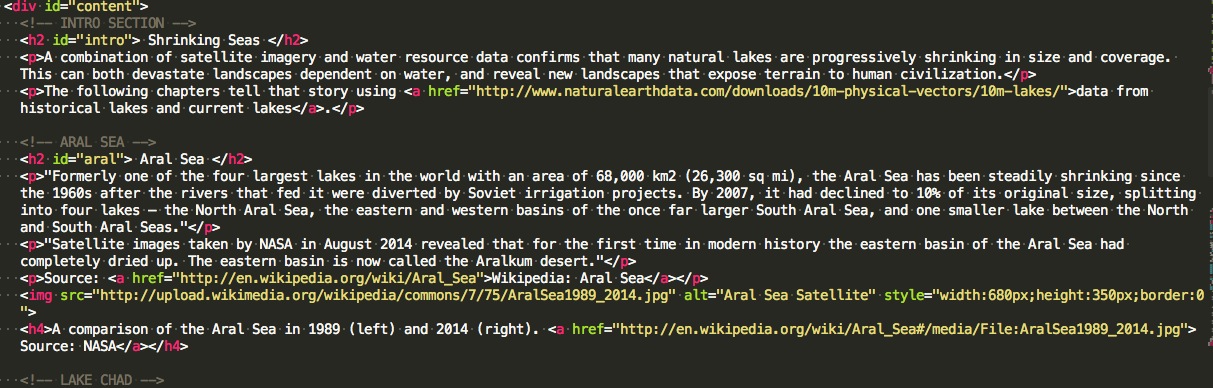 <div id="content">
<!-- INTRO SECTION -->
<h2 id="intro"> Shrinking Seas </h2>
<p>A combination of satellite imagery and water resource data confirms that many natural lakes are progressively shrinking in size and coverage.
This can both devastate landscapes dependent on water, and reveal new landscapes that expose terrain to human civilization.</p>
<p>The following chapters tell that story using <a href="http://www.naturalearthdata.com/downloads/10m-physical-vectors/10m-lakes/">data from
historical lakes and current lakes</a>.</p>
<!-- ARAL SEA -->
<h2 id="aral"> Aral Sea </h2>
<p>"Formerly one of the four largest lakes in the world with an area of 68,000 km2 (26,300 sq mi), the Aral Sea has been steadily shrinking since
the 1960s after the rivers that fed it were diverted by Soviet irrigation projects. By 2007, it had declined to 10% of its original size, splitting
into four lakes – the North Aral Sea, the eastern and western basins of the once far larger South Aral Sea, and one smaller lake between the North
and South Aral Seas."</p>
<p>"Satellite images taken by NASA in August 2014 revealed that for the first time in modern history the eastern basin of the Aral Sea had
completely dried up. The eastern basin is now called the Aralkum desert."</p>
<p>Source: <a href="http://en.wikipedia.org/wiki/Aral_Sea">Wikipedia: Aral Sea</a></p>
<img src="http://upload.wikimedia.org/wikipedia/commons/7/75/AralSea1989_2014.jpg" alt="Aral Sea Satellite" style="width:680px;height:350px;border:0
">
<h4>A comparison of the Aral Sea in 1989 (left) and 2014 (right). <a href="http://en.wikipedia.org/wiki/Aral_Sea#/media/File:AralSea1989_2014.jpg">
Source: NASA</a></h4>
<!-- LAKE CHAD -->